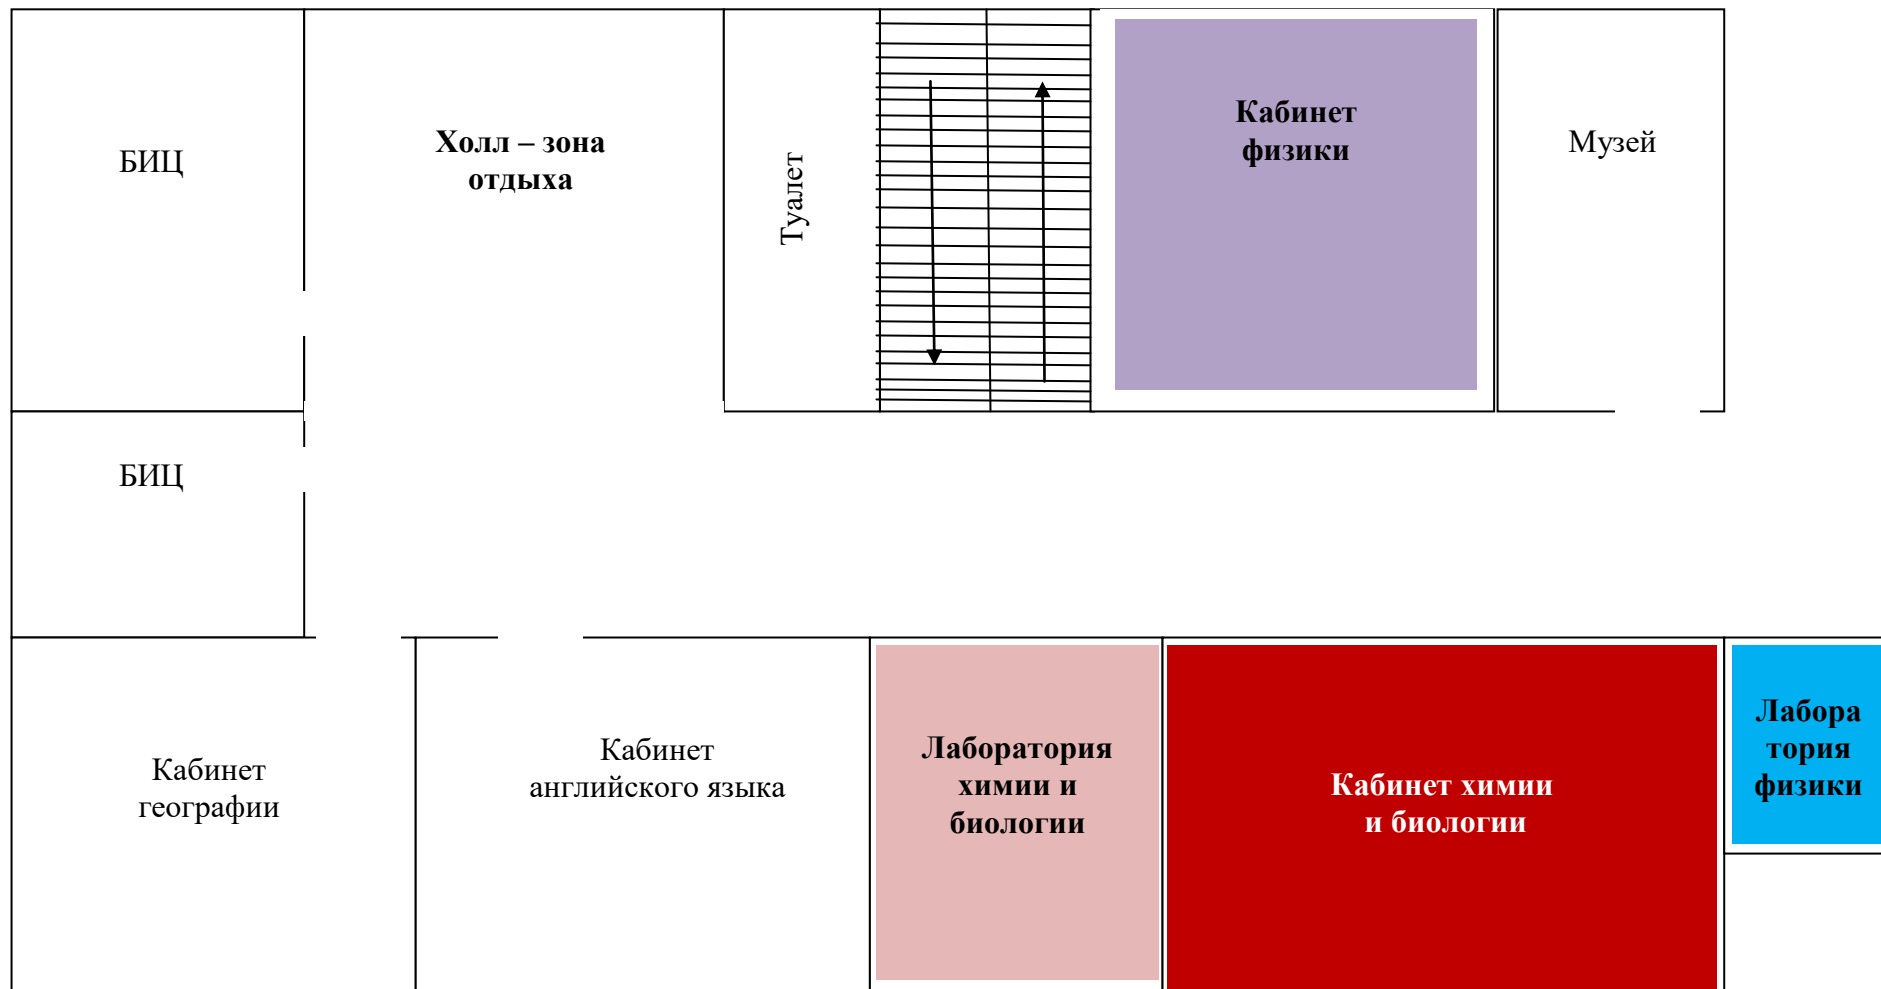 БИЦ
Холл – зона
отдыха
Туалет
Кабинет
физики
Музей
БИЦ
Кабинет
географии
Кабинет
английского языка
Лаборатория
химии и
биологии
Кабинет химии
и биологии
Лабора
тория
физики